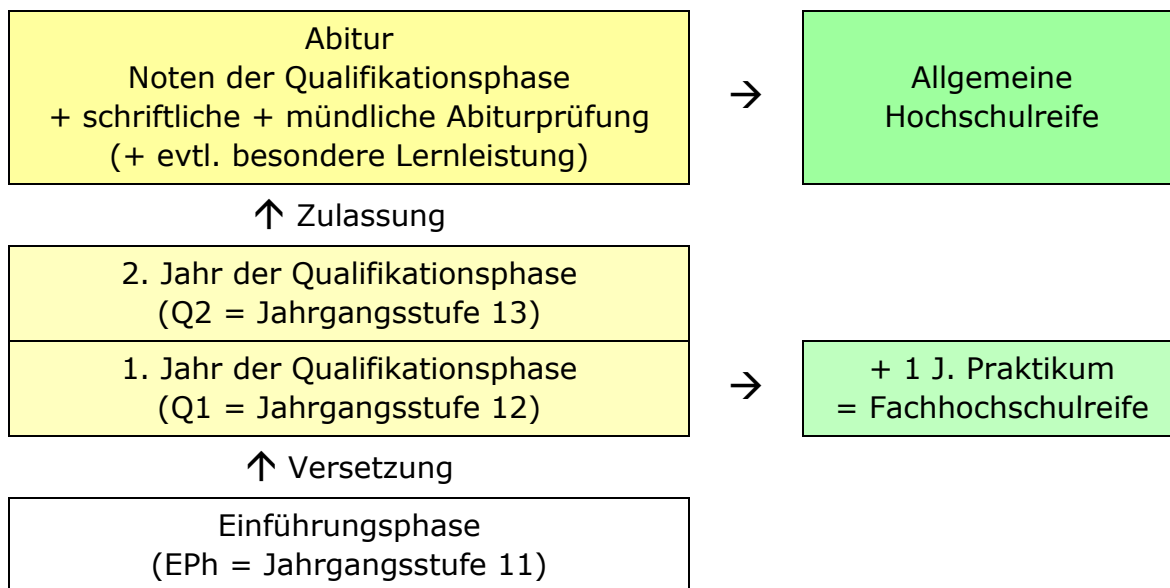 Abitur
Noten der Qualifikationsphase
+ schriftliche + mündliche Abiturprüfung
(+ evtl. besondere Lernleistung)
→
Allgemeine
Hochschulreife
↑ Zulassung
2. Jahr der Qualifikationsphase
(Q2 = Jahrgangsstufe 13)
1. Jahr der Qualifikationsphase
(Q1 = Jahrgangsstufe 12)
→
+ 1 J. Praktikum
= Fachhochschulreife
↑ Versetzung
Einführungsphase
(EPh = Jahrgangsstufe 11)